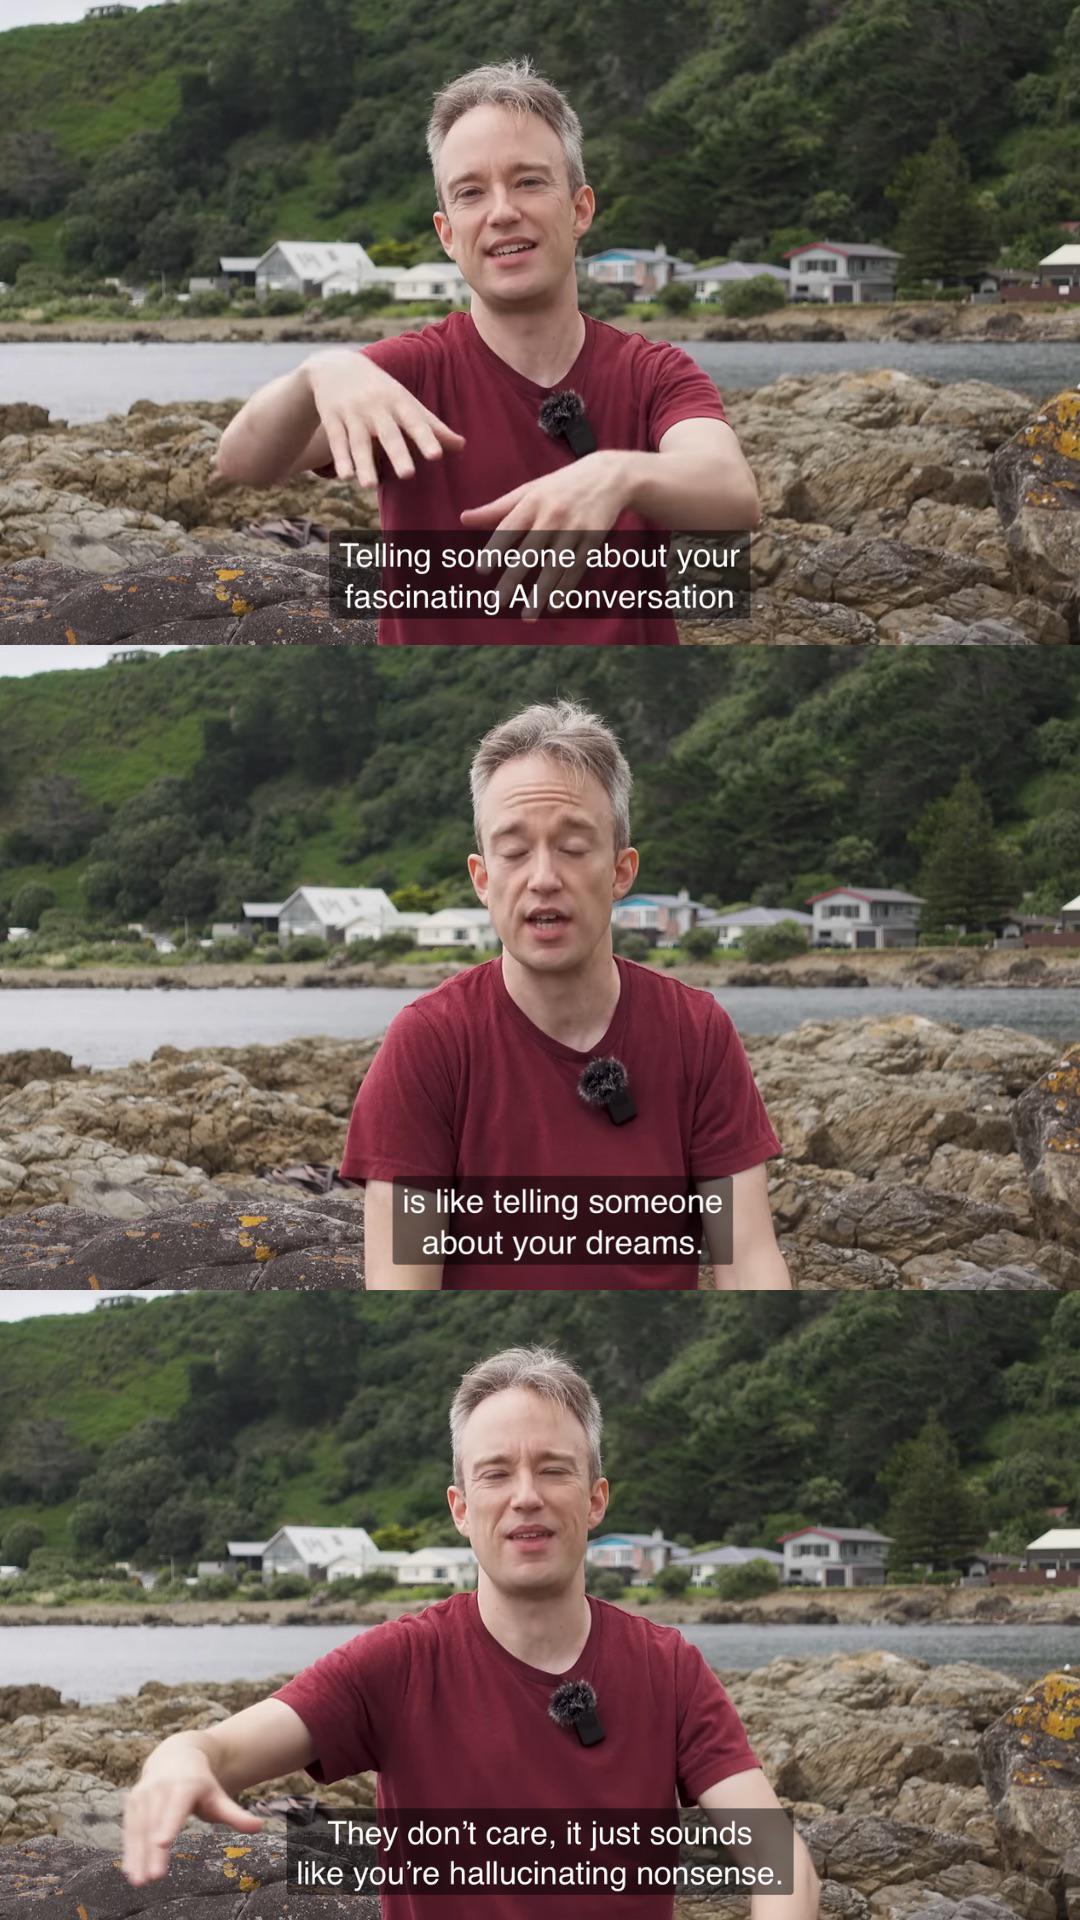 Telling someone about your
fascinating AI conversation
is like telling someone
about your dreams.
They don't care, it just sounds
like you're hallucinating nonsense.